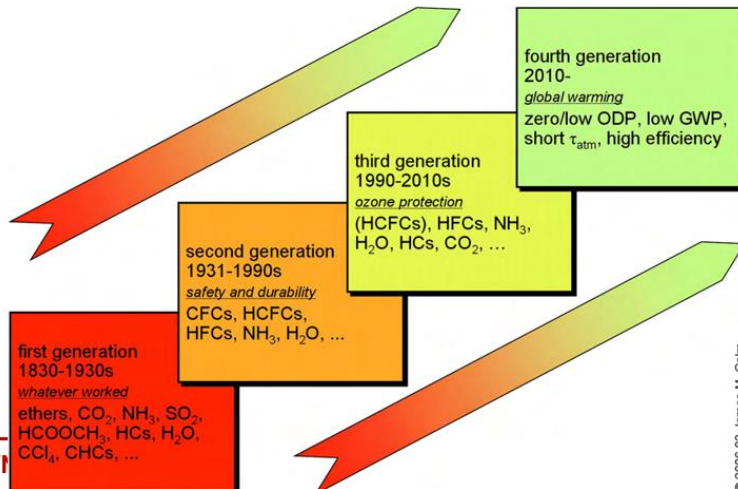 first generation
1830-1930s
whatever worked
ethers, CO₂, NH₃, SO₂,
HCOOCH₃, HCs, H₂O,
CCl₄, CHCs, ...
second generation
1931-1990s
safety and durability
CFCs, HCFCs,
HFCs, NH₃, H₂O, ...
third generation
1990-2010s
ozone protection
(HCFCs), HFCs, NH₃,
H₂O, HCs, CO₂, ...
fourth generation
2010-
global warming
zero/low ODP, low GWP,
short τatm, high efficiency